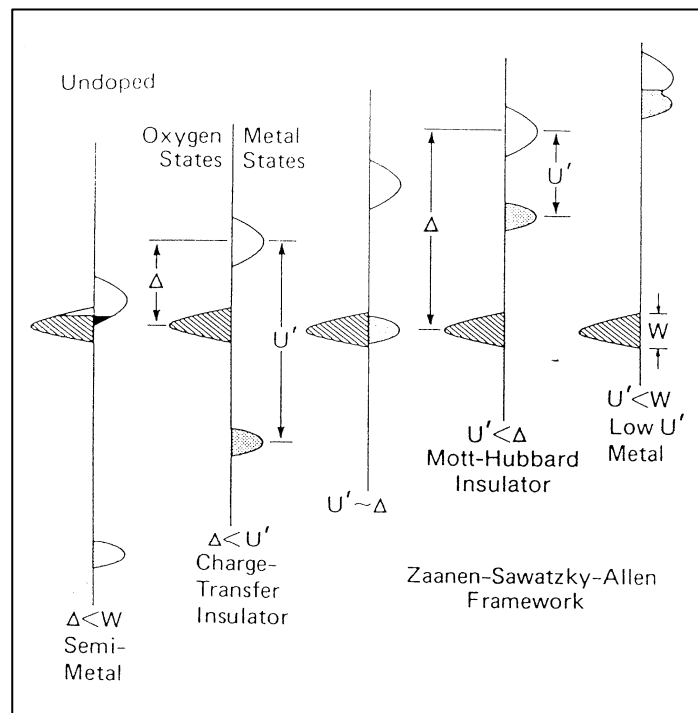 Undoped
Oxygen Metal
States States
Δ
U'
Δ
U'
W
Δ<W
Semi-
Metal
Δ<U'
Charge-
Transfer
Insulator
U'~Δ
U'<Δ
Mott-Hubbard
Insulator
U'<W
Low U'
Metal
Zaanen-Sawatzky-Allen
Framework